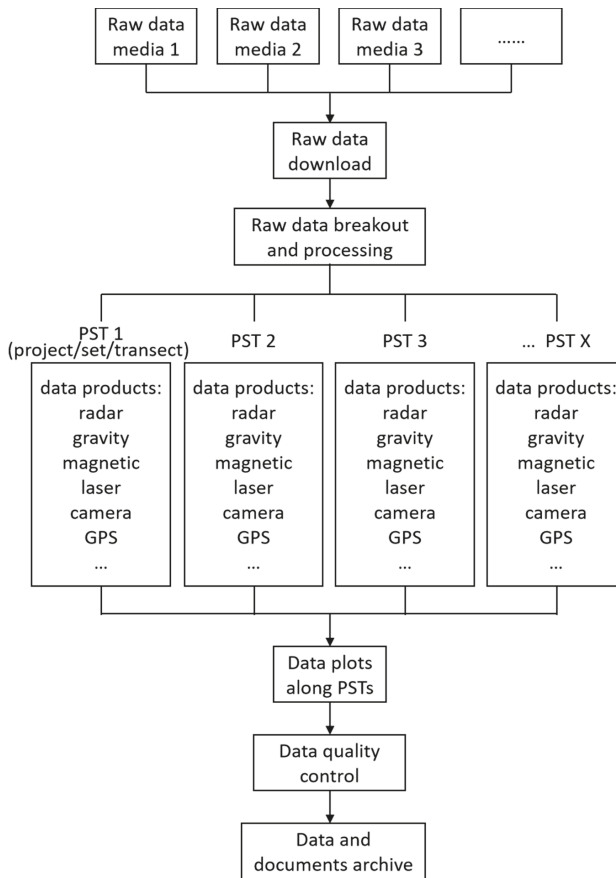 Raw data
media 1
Raw data
media 2
Raw data
media 3
......
Raw data
download
Raw data breakout
and processing
PST 1
(project/set/transect)
PST 2
PST 3
... PST X
data products:
radar
gravity
magnetic
laser
camera
GPS
...
data products:
radar
gravity
magnetic
laser
camera
GPS
...
data products:
radar
gravity
magnetic
laser
camera
GPS
...
data products:
radar
gravity
magnetic
laser
camera
GPS
...
Data plots
along PSTs
Data quality
control
Data and
documents archive